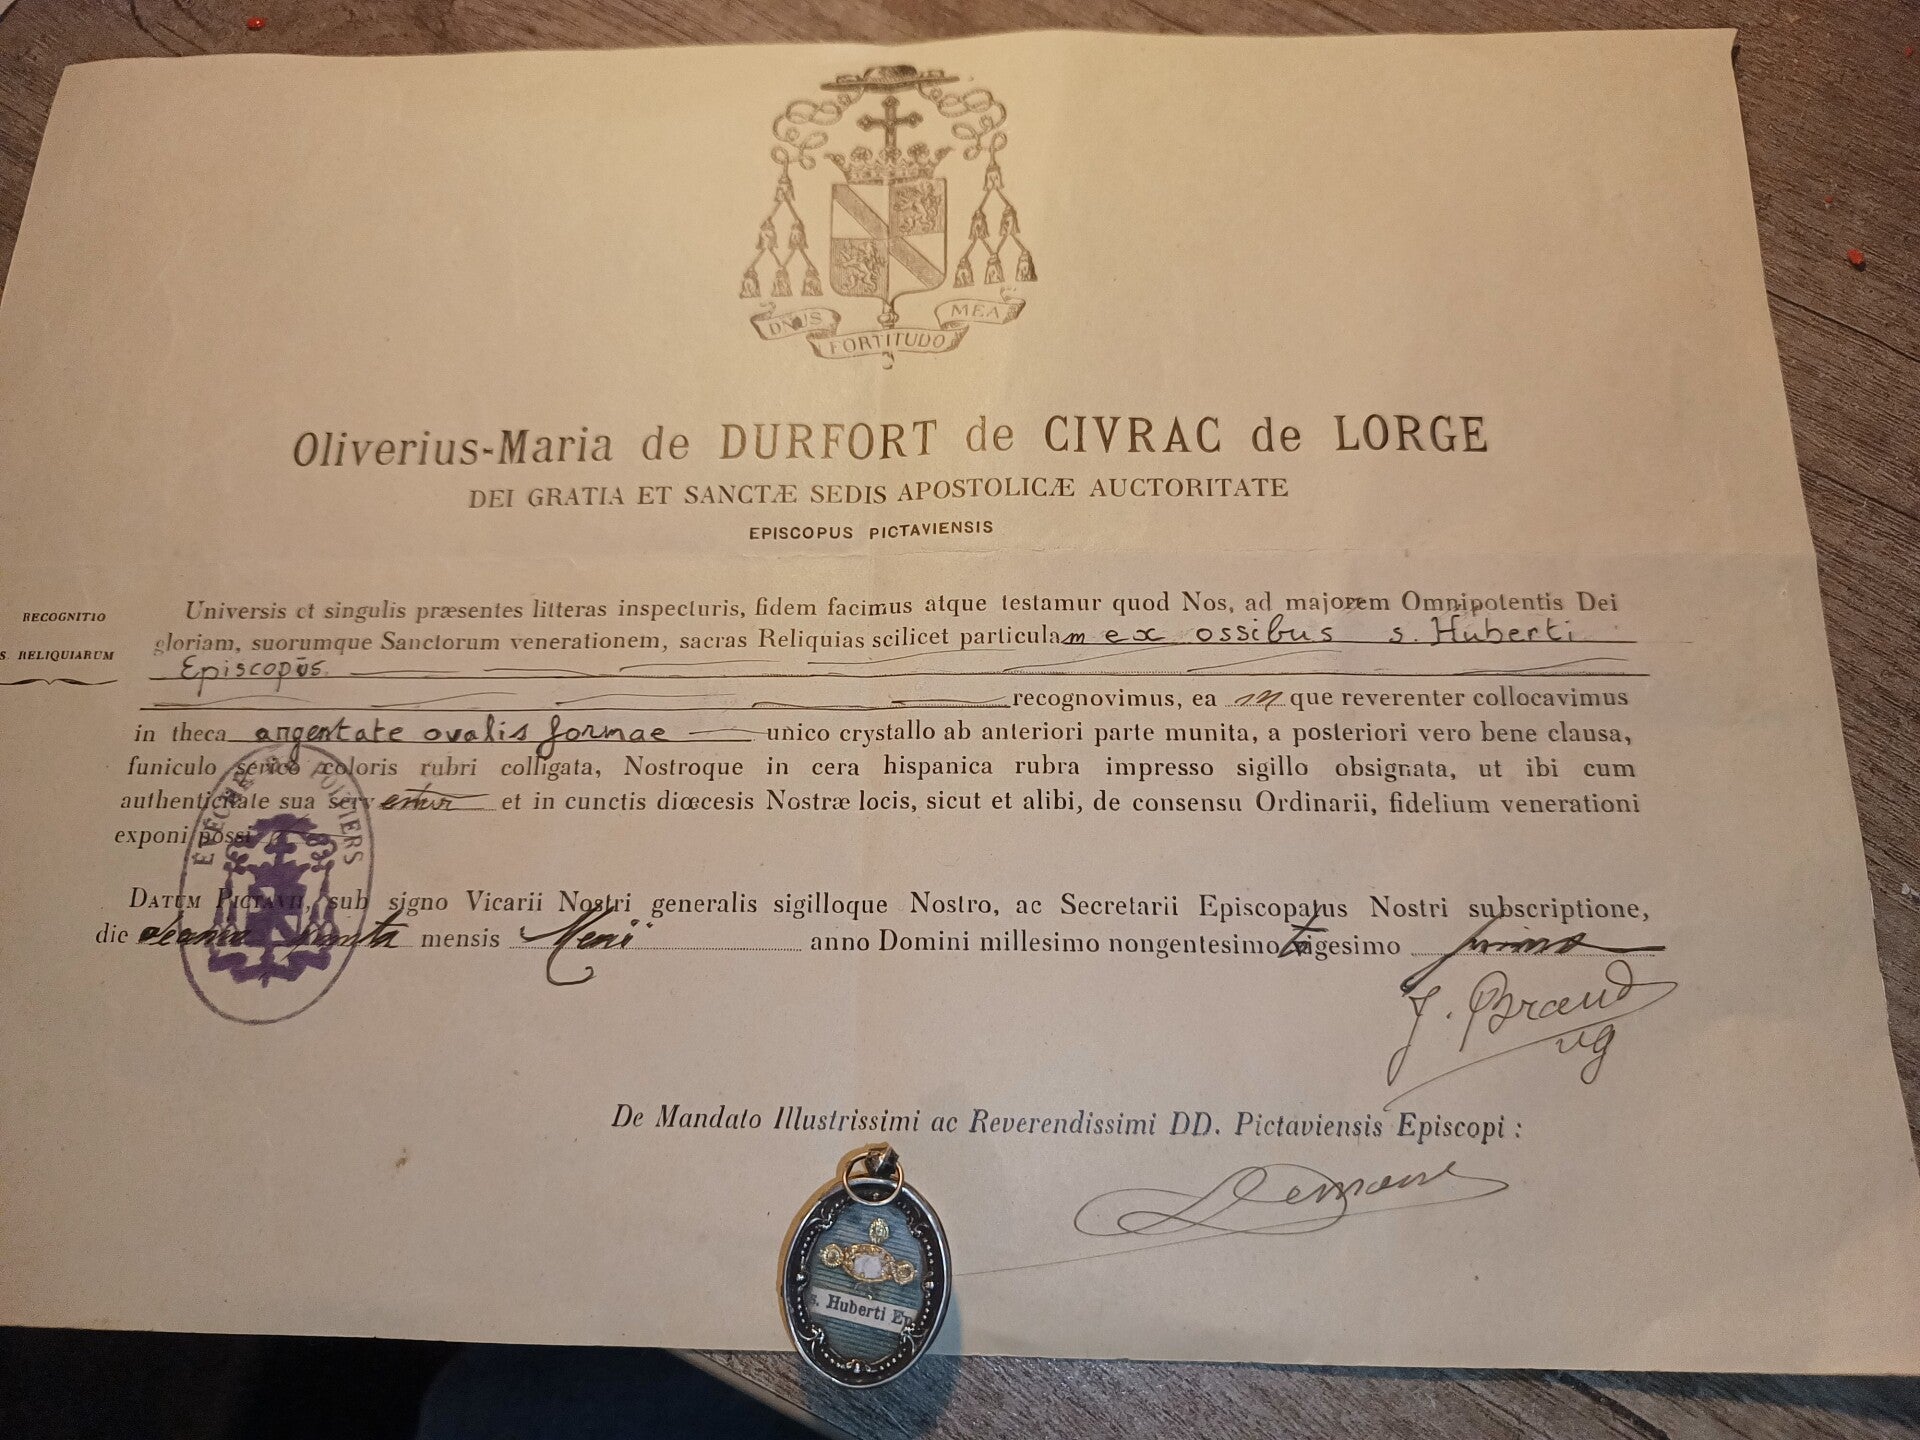 DNUS FORTITUDO MEA
Oliverius-Maria de DURFORT de CIVRAC de LORGE
DEI GRATIA ET SANCTÆ SEDIS APOSTOLICÆ AUCTORITATE
EPISCOPUS PICTAVIENSIS
RECOGNITIO
S. RELIQUIARUM
Universis et singulis præsentes litteras inspecturis, fidem facimus atque testamur quod Nos, ad majorem Omnipotentis Dei
gloriam, suorumque Sanctorum venerationem, sacras Reliquias scilicet particulam ex ossibus s. Huberti
Episcopus
recognovimus, ea m que reverenter collocavimus
in theca argentate ovalis formae unico crystallo ab anteriori parte munita, a posteriori vero bene clausa,
funiculo serico coloris rubri colligata, Nostroque in cera hispanica rubra impresso sigillo obsignata, ut ibi cum
authenticitate sua servetur et in cunctis diœcesis Nostræ locis, sicut et alibi, de consensu Ordinarii, fidelium venerationi
exponi possi
DATUM PICTAVII, sub signo Vicarii Nostri generalis sigilloque Nostro, ac Secretarii Episcopatus Nostri subscriptione,
die mensis anno Domini millesimo nongentesimo trigesimo primo
ÉVÊCHÉ DE POITIERS
J. Braud
vg
De Mandato Illustrissimi ac Reverendissimi DD. Pictaviensis Episcopi :
s. Huberti Ep